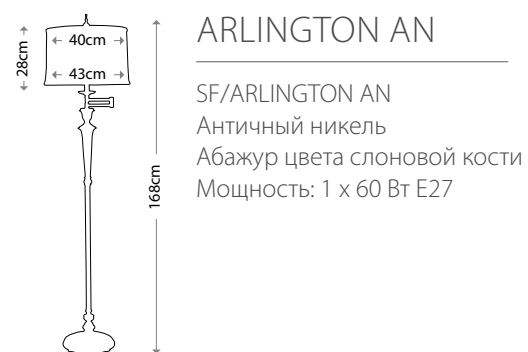 ARLINGTON AN
SF/ARLINGTON AN
Античный никель
Абажур цвета слоновой кости
Мощность: 1 x 60 Вт E27
40cm
43cm
28cm
168cm